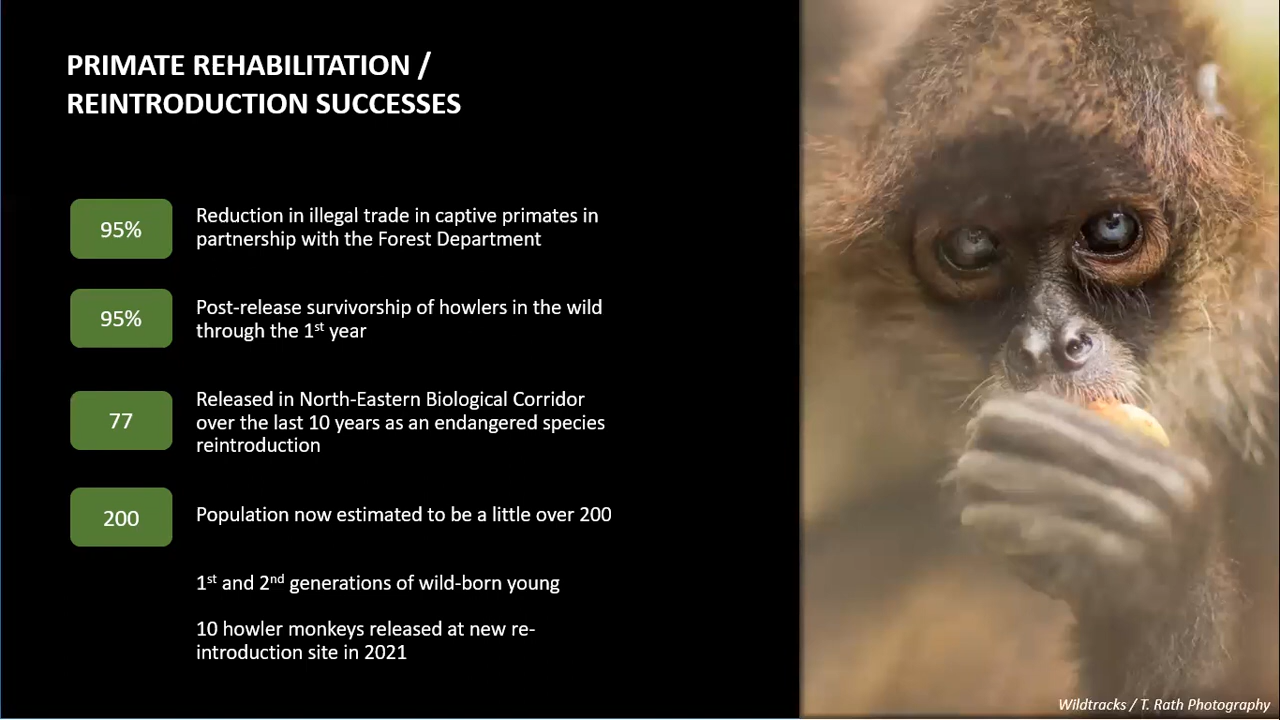 PRIMATE REHABILITATION /
REINTRODUCTION SUCCESSES
95%
Reduction in illegal trade in captive primates in
partnership with the Forest Department
95%
Post-release survivorship of howlers in the wild
through the 1st year
77
Released in North-Eastern Biological Corridor
over the last 10 years as an endangered species
reintroduction
200
Population now estimated to be a little over 200
1st and 2nd generations of wild-born young
10 howler monkeys released at new re-
introduction site in 2021
Wildtracks / T. Rath Photography